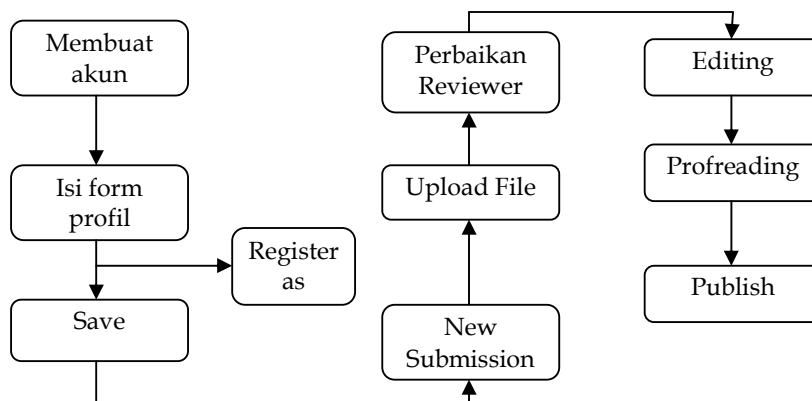 Membuat
akun
Isi form
profil
Register
as
Save
New
Submission
Upload File
Perbaikan
Reviewer
Editing
Profreading
Publish